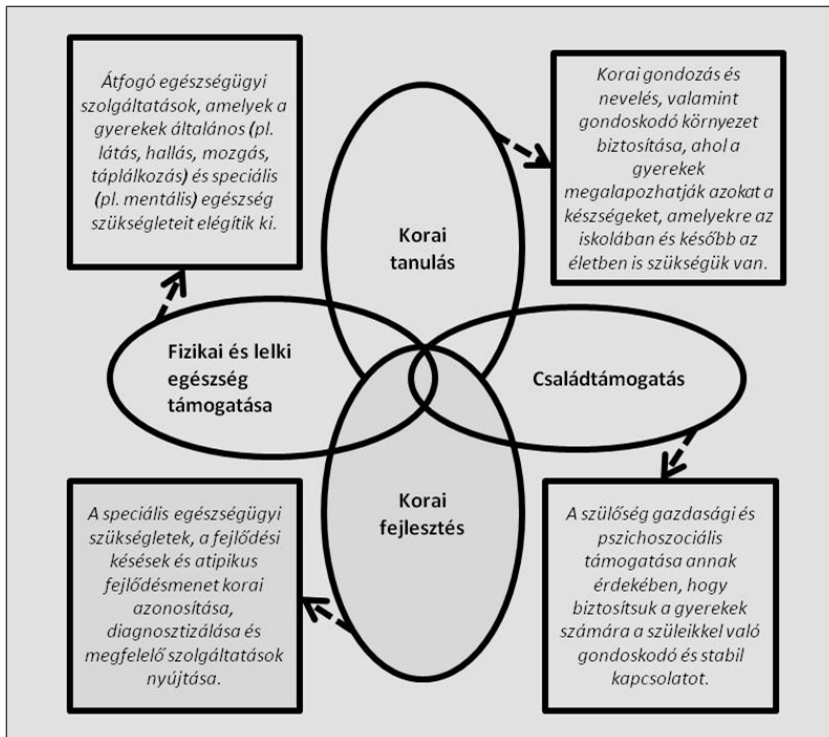 Átfogó egészségügyi
szolgáltatások, amelyek a
gyerekek általános (pl.
látás, hallás, mozgás,
táplálkozás) és speciális
(pl. mentális) egészség
szükségleteit elégítik ki.
Korai gondozás és
nevelés, valamint
gondoskodó környezet
biztosítása, ahol a
gyerekek
megalapozhatják azokat a
készségeket, amelyekre az
iskolában és később az
életben is szükségük van.
Korai
tanulás
Fizikai és lelki
egészség
támogatása
Családtámogatás
Korai
fejlesztés
A speciális egészségügyi
szükségletek, a fejlődési
késések és atipikus
fejlődésmenet korai
azonosítása,
diagnosztizálása és
megfelelő szolgáltatások
nyújtása.
A szülőség gazdasági és
pszichoszociális
támogatása annak
érdekében, hogy
biztosítsuk a gyerekek
számára a szüleikkel való
gondoskodó és stabil
kapcsolatot.